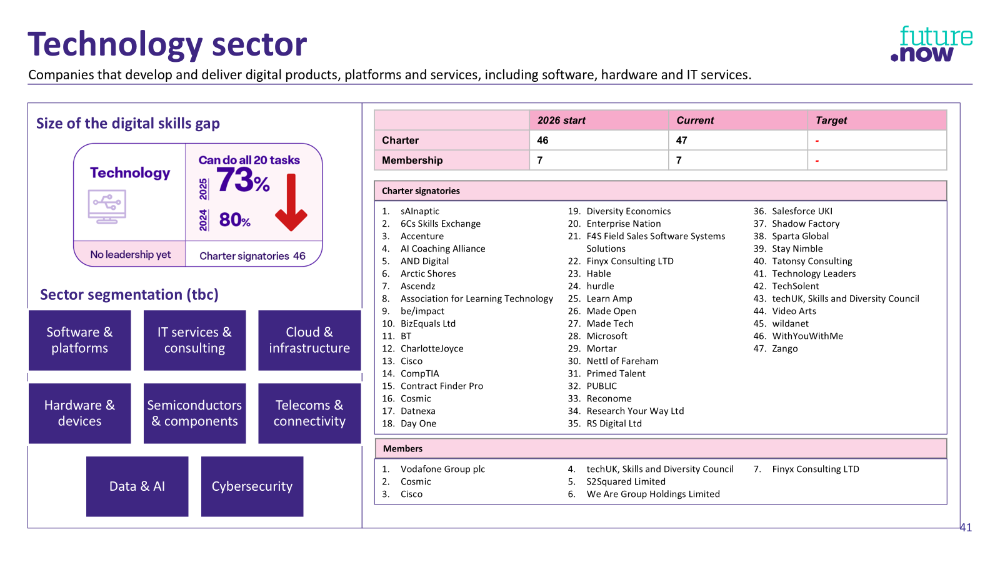 Technology sector
future
.now
Companies that develop and deliver digital products, platforms and services, including software, hardware and IT services.
Size of the digital skills gap
Technology
Can do all 20 tasks
2025
73%
2024
80%
No leadership yet
Charter signatories 46
Sector segmentation (tbc)
Software &
platforms
IT services &
consulting
Cloud &
infrastructure
Hardware &
devices
Semiconductors
& components
Telecoms &
connectivity
Data & AI
Cybersecurity
2026 start Current Target
Charter 46 47 -
Membership 7 7 -
Charter signatories
1. sAInaptic
2. 6Cs Skills Exchange
3. Accenture
4. AI Coaching Alliance
5. AND Digital
6. Arctic Shores
7. Ascendz
8. Association for Learning Technology
9. be/impact
10. BizEquals Ltd
11. BT
12. CharlotteJoyce
13. Cisco
14. CompTIA
15. Contract Finder Pro
16. Cosmic
17. Datnexa
18. Day One
19. Diversity Economics
20. Enterprise Nation
21. F4S Field Sales Software Systems
Solutions
22. Finyx Consulting LTD
23. Hable
24. hurdle
25. Learn Amp
26. Made Open
27. Made Tech
28. Microsoft
29. Mortar
30. Nettl of Fareham
31. Primed Talent
32. PUBLIC
33. Reconome
34. Research Your Way Ltd
35. RS Digital Ltd
36. Salesforce UKI
37. Shadow Factory
38. Sparta Global
39. Stay Nimble
40. Tatonsy Consulting
41. Technology Leaders
42. TechSolent
43. techUK, Skills and Diversity Council
44. Video Arts
45. wildanet
46. WithYouWithMe
47. Zango
Members
1. Vodafone Group plc
2. Cosmic
3. Cisco
4. techUK, Skills and Diversity Council
5. S2Squared Limited
6. We Are Group Holdings Limited
7. Finyx Consulting LTD
41